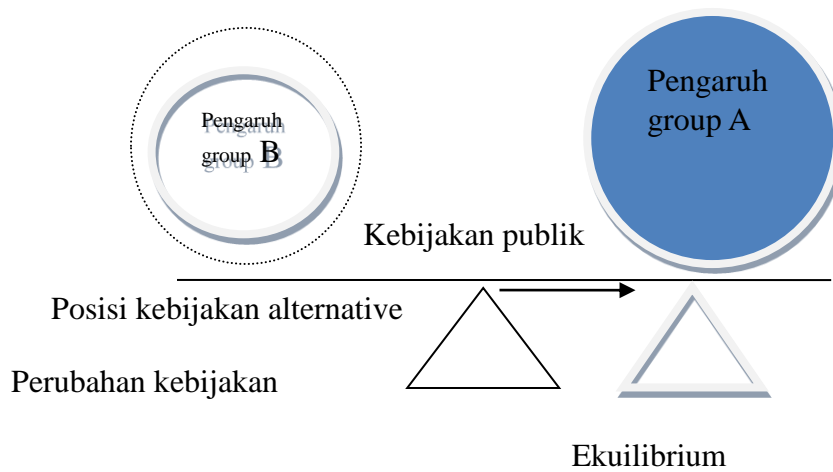 Pengaruh
group B
Pengaruh
group A
Kebijakan publik
Posisi kebijakan alternative
Perubahan kebijakan
Ekuilibrium